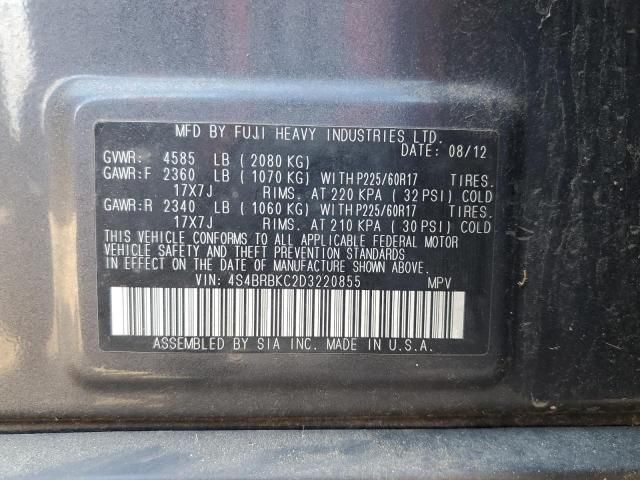 MFD BY FUJI HEAVY INDUSTRIES LTD.
DATE: 08/12
GVWR: 4585 LB (2080 KG)
GAWR:F 2360 LB (1070 KG) WITH P225/60R17 TIRES.
17X7J RIMS. AT 220 KPA (32 PSI) COLD
GAWR:R 2340 LB (1060 KG) WITH P225/60R17 TIRES.
17X7J RIMS. AT 210 KPA (30 PSI) COLD
THIS VEHICLE CONFORMS TO ALL APPLICABLE FEDERAL MOTOR
VEHICLE SAFETY AND THEFT PREVENTION STANDARDS
IN EFFECT ON THE DATE OF MANUFACTURE SHOWN ABOVE.
VIN: 4S4BRBKC2D3220855 MPV
ASSEMBLED BY SIA INC. MADE IN U.S.A.